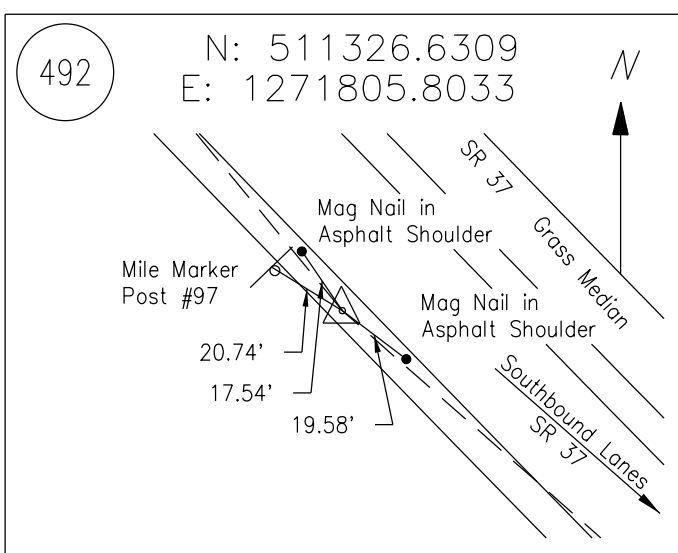 492
N: 511326.6309
E: 1271805.8033
N
SR 37
Grass Median
Mag Nail in
Asphalt Shoulder
Mile Marker
Post #97
Mag Nail in
Asphalt Shoulder
20.74'
17.54'
19.58'
Southbound Lanes
SR 37